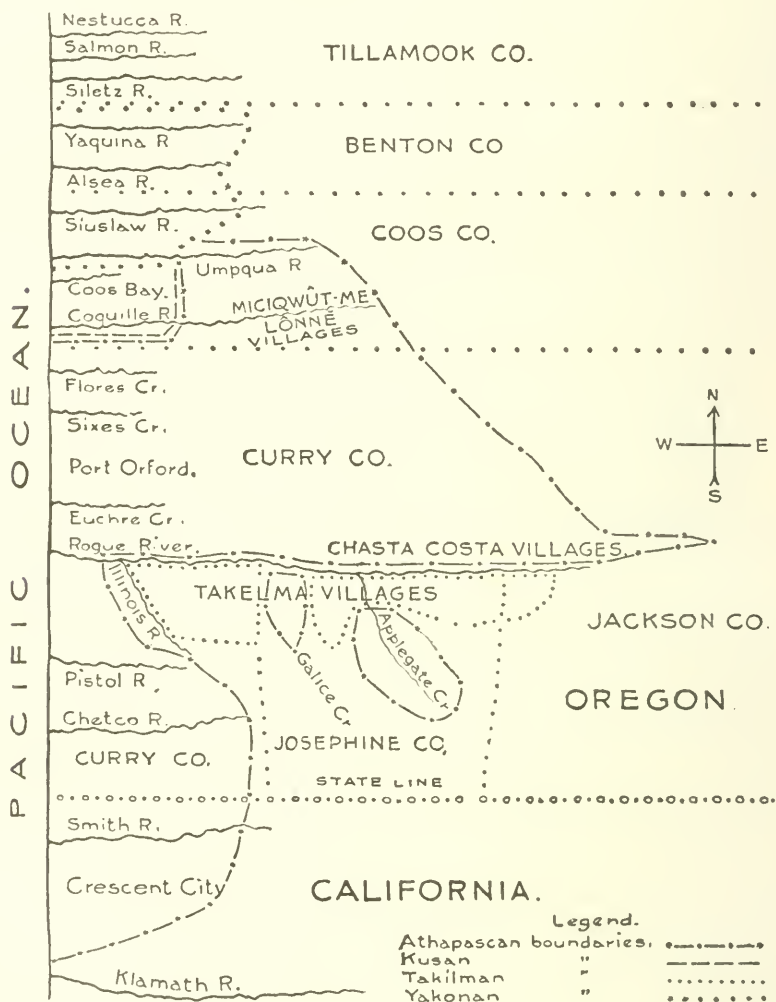 Nestucca R.
Salmon R.
TILLAMOOK CO.
Siletz R.
Yaquina R
BENTON CO
Alsea R.
Siuslaw R.
COOS CO.
Umpqua R
Coos Bay.
MICIQWÛT-ME
Coquille R
LÔNNĔ
VILLAGES
PACIFIC OCEAN.
Flores Cr.
Sixes Cr.
N
W E
S
Port Orford.
CURRY CO.
Euchre Cr.
Rogue River.
CHASTA COSTA VILLAGES.
Illinois R.
TAKELMA VILLAGES
JACKSON CO.
Galice Cr
Applegate Cr.
Pistol R
OREGON
Chetco R.
JOSEPHINE CO,
CURRY CO.
STATE LINE
Smith R.
Crescent City
CALIFORNIA.
Legend.
Athapascan boundaries.
Kusan "
Takilman "
Klamath R.
Yakonan "